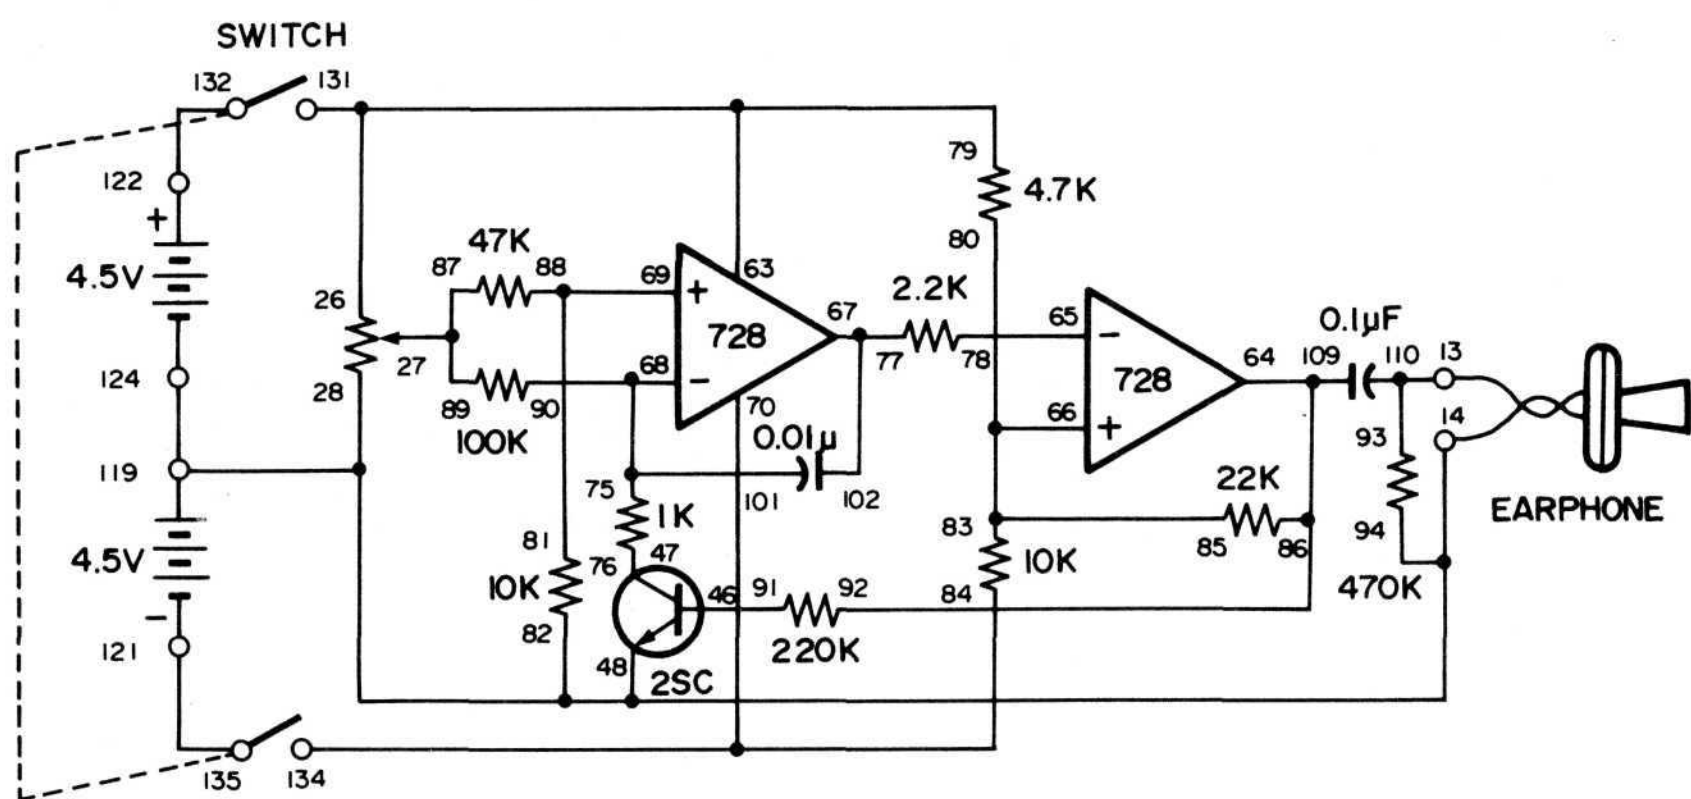 SWITCH
132 131
122
+
4.5V
124
119
4.5V
-
121
135 134
26
27
28
87 47K 88
89 90
100K
69 + 63
728
68 -
70
67
0.01μ
101 102
75
1K
76 47
81
10K
82
46
48
2SC
91 92
220K
2.2K
77 78
79
4.7K
80
65 -
728
66 +
64
83
10K
84
22K
85 86
0.1μF
109 110
13
14
93
94
470K
EARPHONE